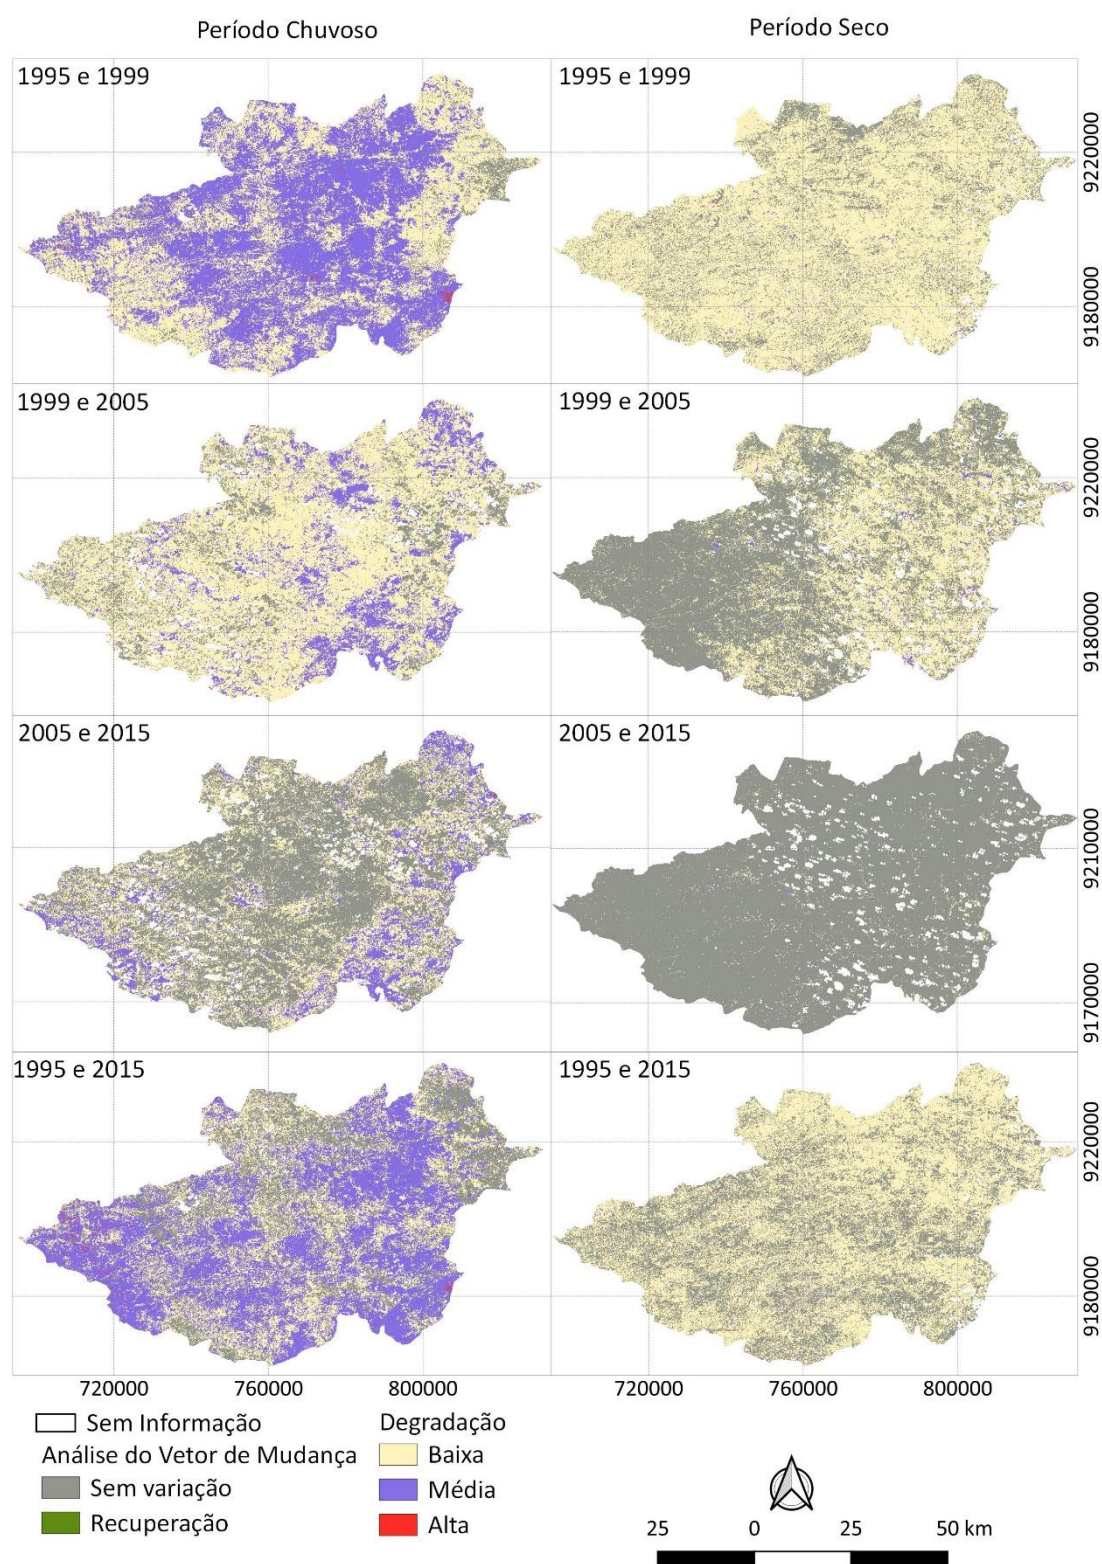 Período Chuvoso
Período Seco
1995 e 1999
1995 e 1999
9220000
9180000
1999 e 2005
1999 e 2005
9220000
9180000
2005 e 2015
2005 e 2015
9210000
9170000
1995 e 2015
1995 e 2015
9220000
9180000
720000 760000 800000
720000 760000 800000
Sem Informação
Análise do Vetor de Mudança
Sem variação
Recuperação
Degradação
Baixa
Média
Alta
25 0 25 50 km